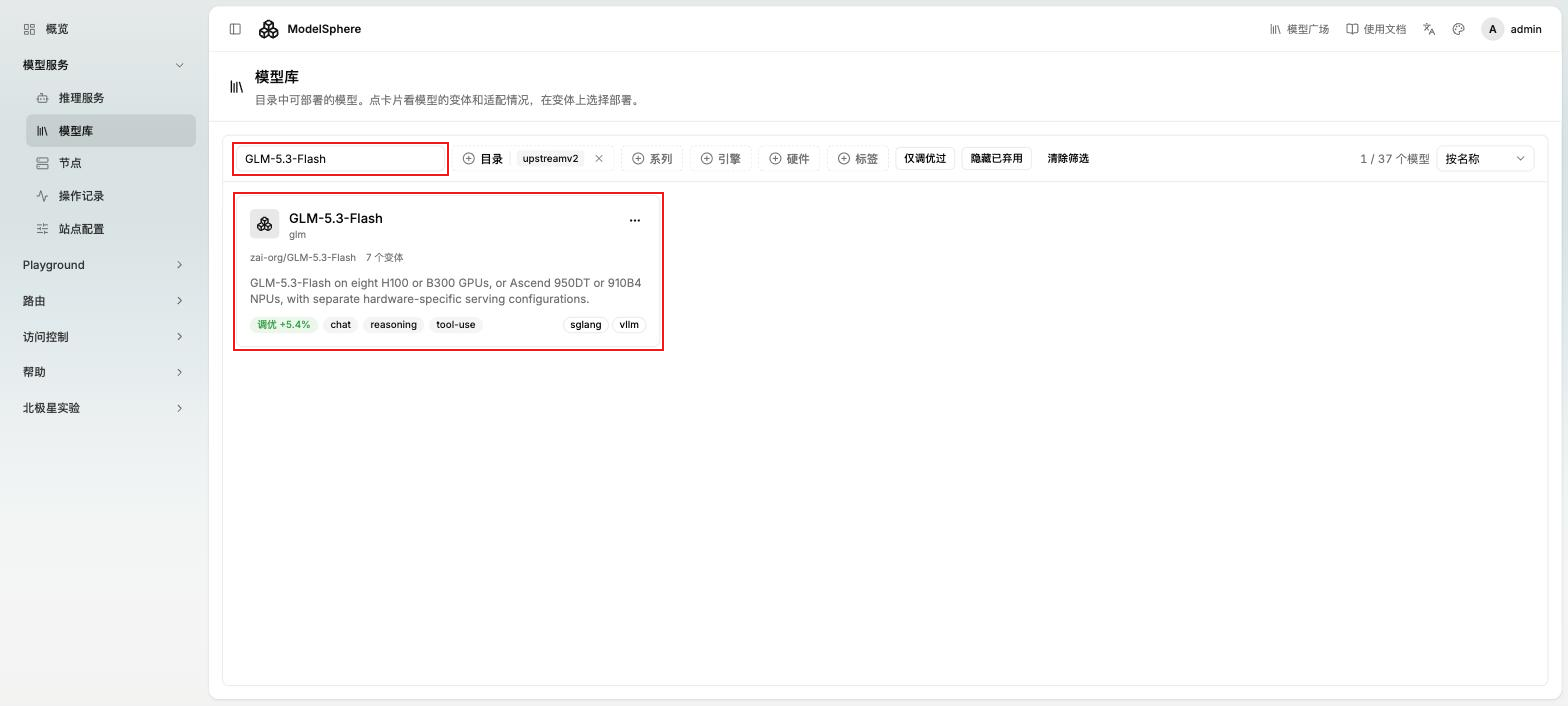 概览
模型服务
推理服务
模型库
节点
操作记录
站点配置
Playground
路由
访问控制
帮助
北极星实验
ModelSphere
模型广场
使用文档
A admin
模型库
目录中可部署的模型。点卡片看模型的变体和适配情况，在变体上选择部署。
GLM-5.3-Flash
目录 upstreamv2
系列
引擎
硬件
标签
仅调优过
隐藏已弃用
清除筛选
1 / 37 个模型
按名称
GLM-5.3-Flash
glm
zai-org/GLM-5.3-Flash 7 个变体
GLM-5.3-Flash on eight H100 or B300 GPUs, or Ascend 950DT or 910B4
NPUs, with separate hardware-specific serving configurations.
调优 +5.4% chat reasoning tool-use sglang vllm